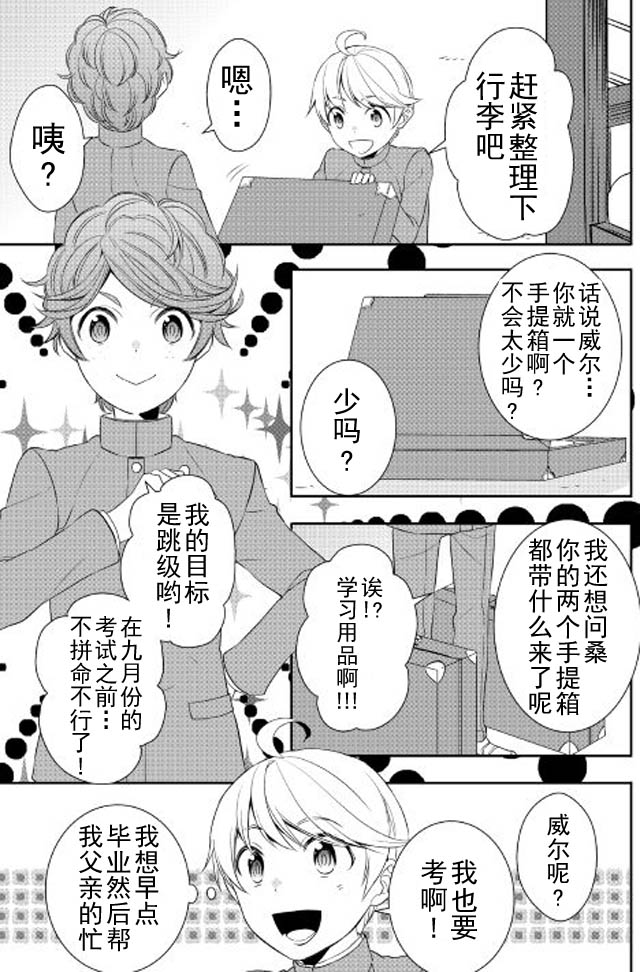 赶紧整理下
行李吧
嗯…
咦?
话说威尔…
你就一个
手提箱啊?
不会太少吗?
少吗?
我还想问桑
你的两个手提箱
都带什么来了呢
诶!?
学习用品啊!!!
我的目标
是跳级哟!
在九月份的
考试之前…
不拼命不行了!
威尔呢?
我也要
考啊!
我想早点
毕业然后帮
我父亲的忙